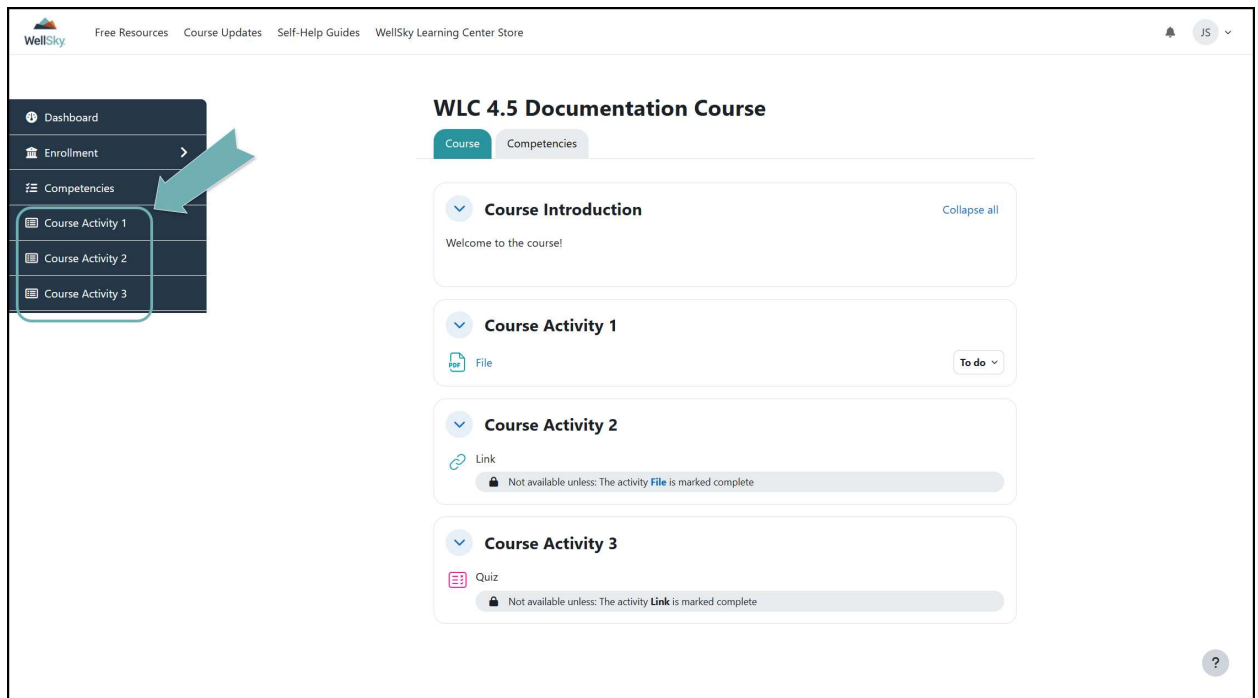 WellSky Free Resources Course Updates Self-Help Guides WellSky Learning Center Store JS
Dashboard
Enrollment
Competencies
Course Activity 1
Course Activity 2
Course Activity 3
WLC 4.5 Documentation Course
Course Competencies
Course Introduction Collapse all
Welcome to the course!
Course Activity 1
PDF File To do
Course Activity 2
Link
Not available unless: The activity File is marked complete
Course Activity 3
Quiz
Not available unless: The activity Link is marked complete
?